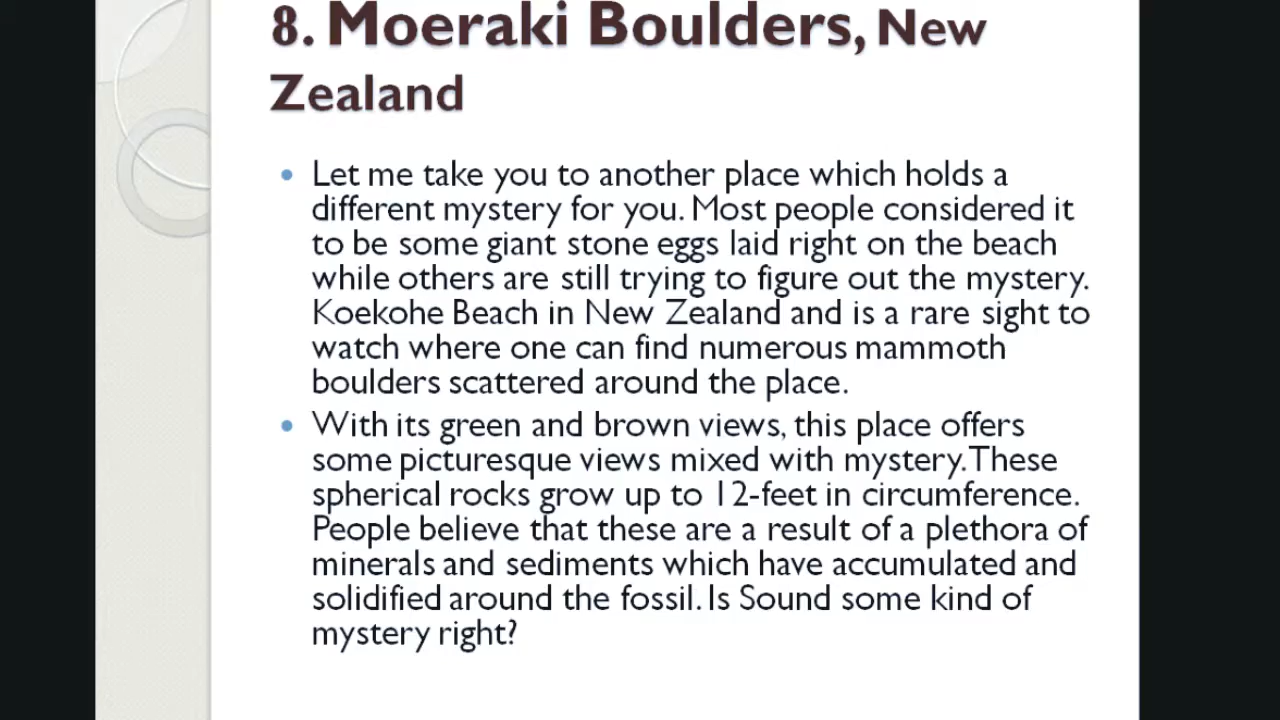 8. Moeraki Boulders, New
Zealand
• Let me take you to another place which holds a
different mystery for you. Most people considered it
to be some giant stone eggs laid right on the beach
while others are still trying to figure out the mystery.
Koekohe Beach in New Zealand and is a rare sight to
watch where one can find numerous mammoth
boulders scattered around the place.
• With its green and brown views, this place offers
some picturesque views mixed with mystery. These
spherical rocks grow up to 12-feet in circumference.
People believe that these are a result of a plethora of
minerals and sediments which have accumulated and
solidified around the fossil. Is Sound some kind of
mystery right?